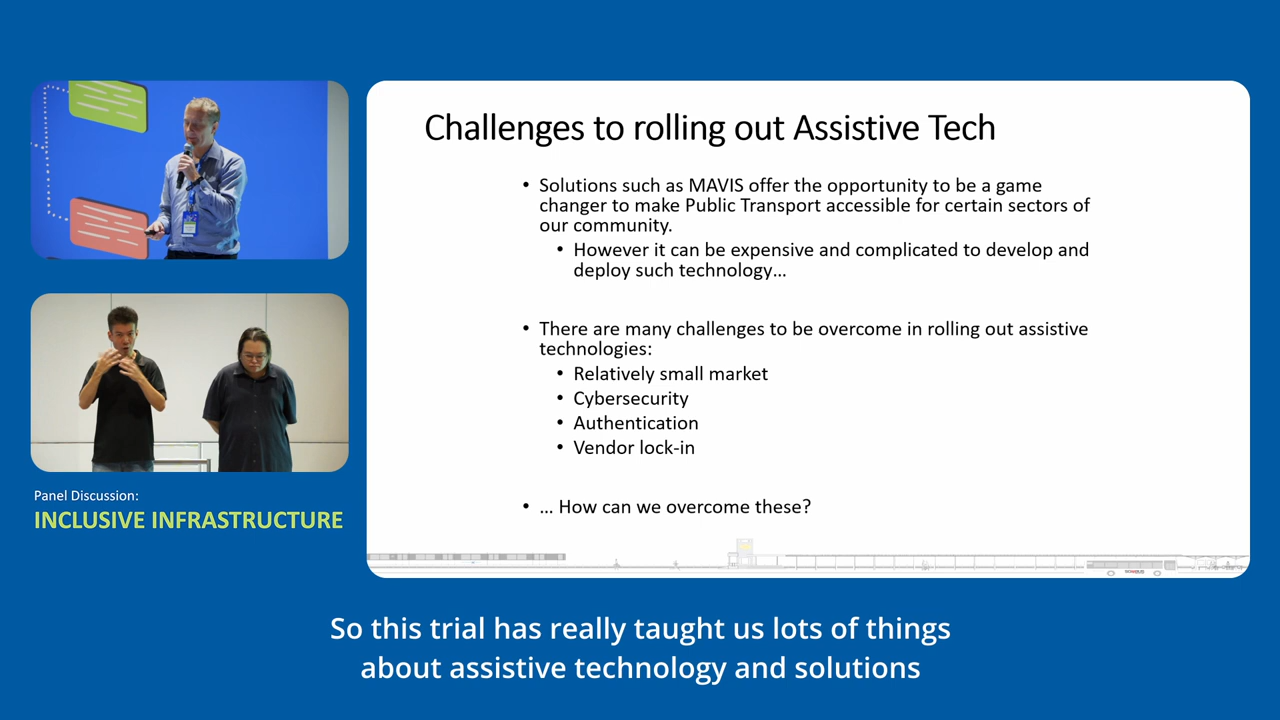 Challenges to rolling out Assistive Tech
• Solutions such as MAVIS offer the opportunity to be a game
changer to make Public Transport accessible for certain sectors of
our community.
• However it can be expensive and complicated to develop and
deploy such technology…
• There are many challenges to be overcome in rolling out assistive
technologies:
• Relatively small market
• Cybersecurity
• Authentication
• Vendor lock-in
• … How can we overcome these?
Panel Discussion:
INCLUSIVE INFRASTRUCTURE
So this trial has really taught us lots of things
about assistive technology and solutions